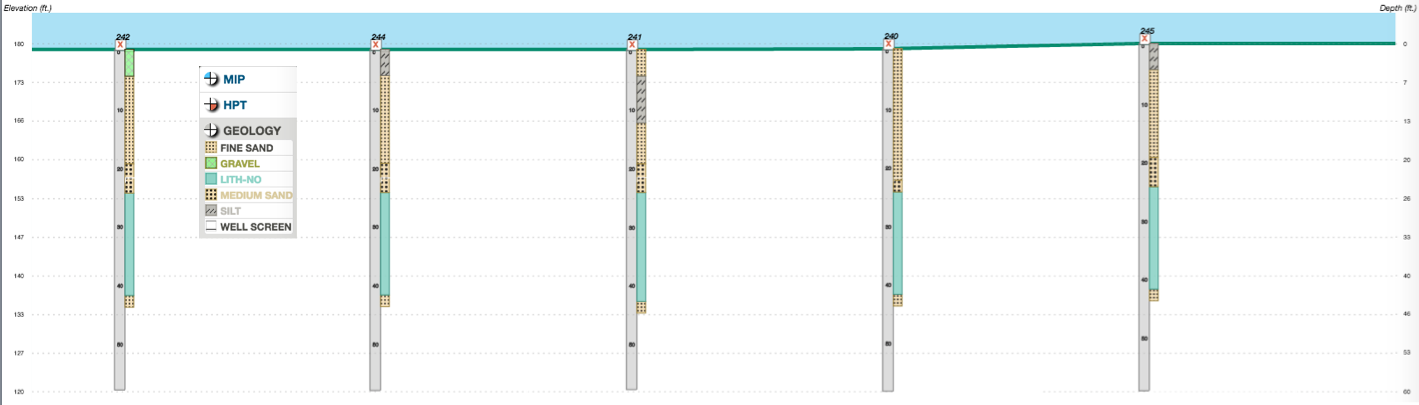 Elevation (ft.) Depth (ft.)
242 244 241 240 245
X X X X X
180 0 0 0 0 0 0
MIP
173 7
HPT
10 10 10 10 10
166 13
GEOLOGY
FINE SAND
160 20
GRAVEL
20 20 20 20 20
LITH-NO
MEDIUM SAND
153 26
SILT
WELL SCREEN
30 30 30 30 30
147 33
140 40
40 40 40 40 40
133 46
50 50 50 50 50
127 53
120 60